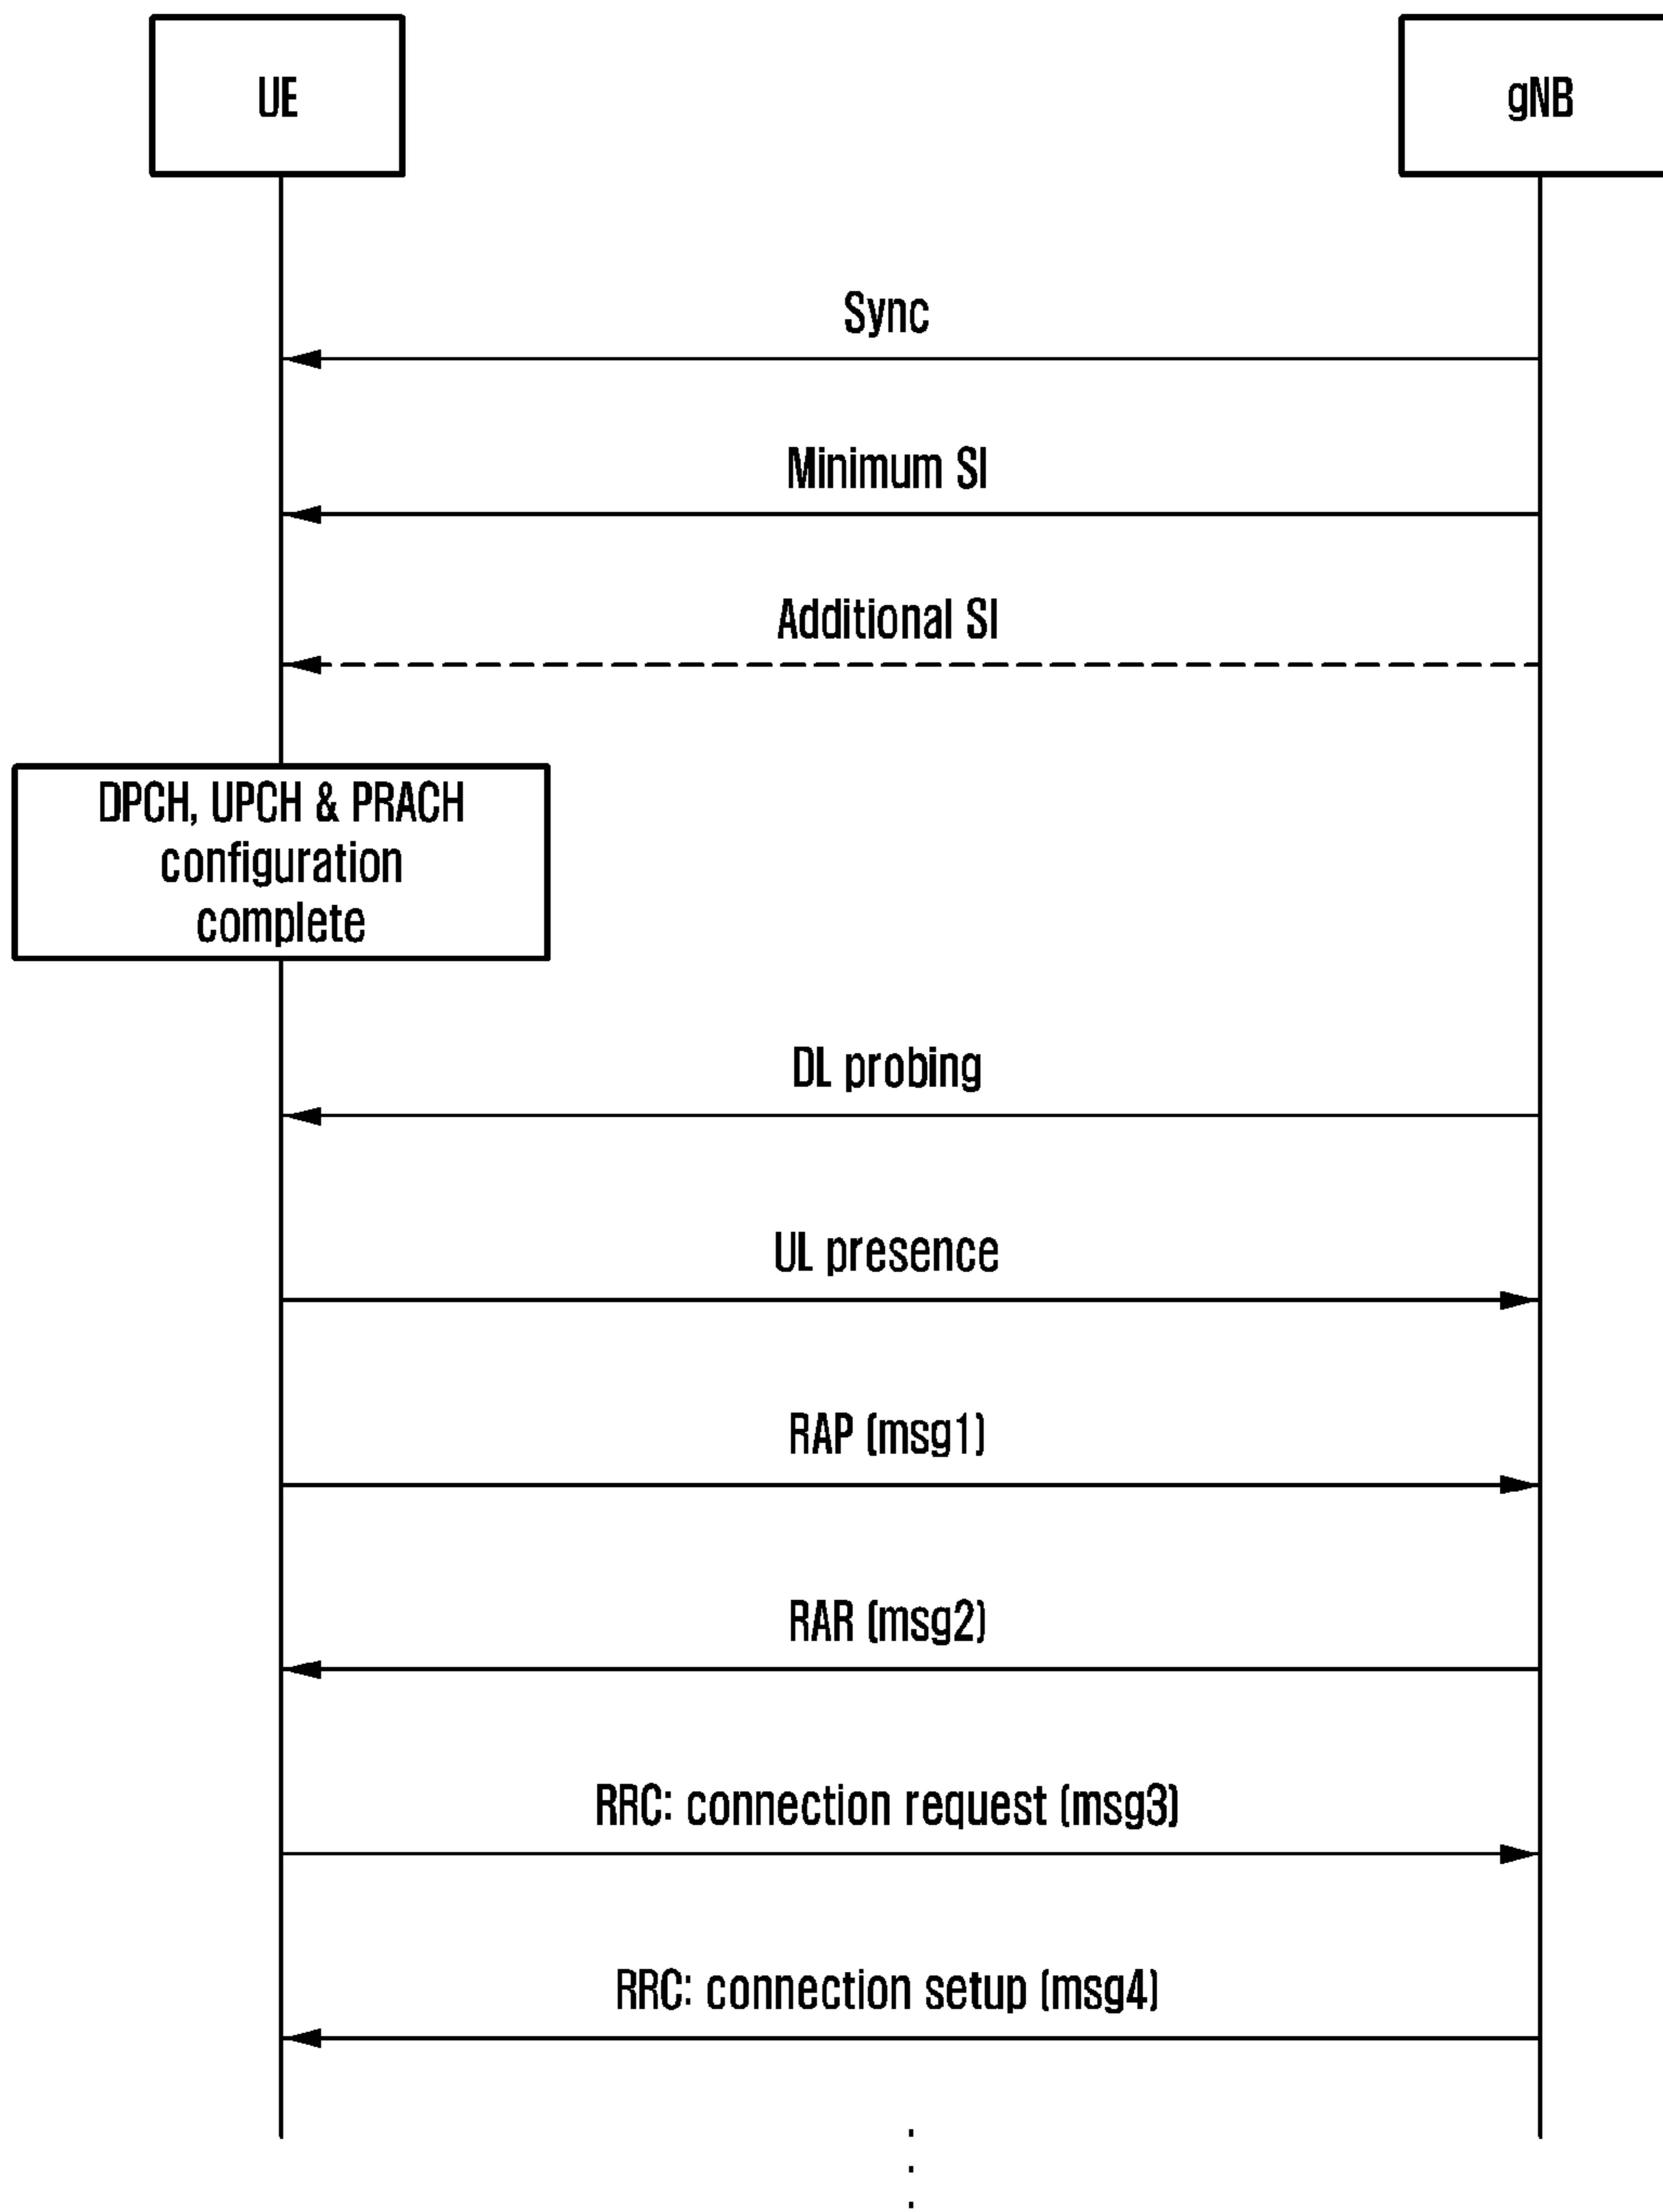 UE
gNB
Sync
Minimum SI
Additional SI
DPCH, UPCH & PRACH
configuration
complete
DL probing
UL presence
RAP (msg1)
RAR (msg2)
RRC: connection request (msg3)
RRC: connection setup (msg4)